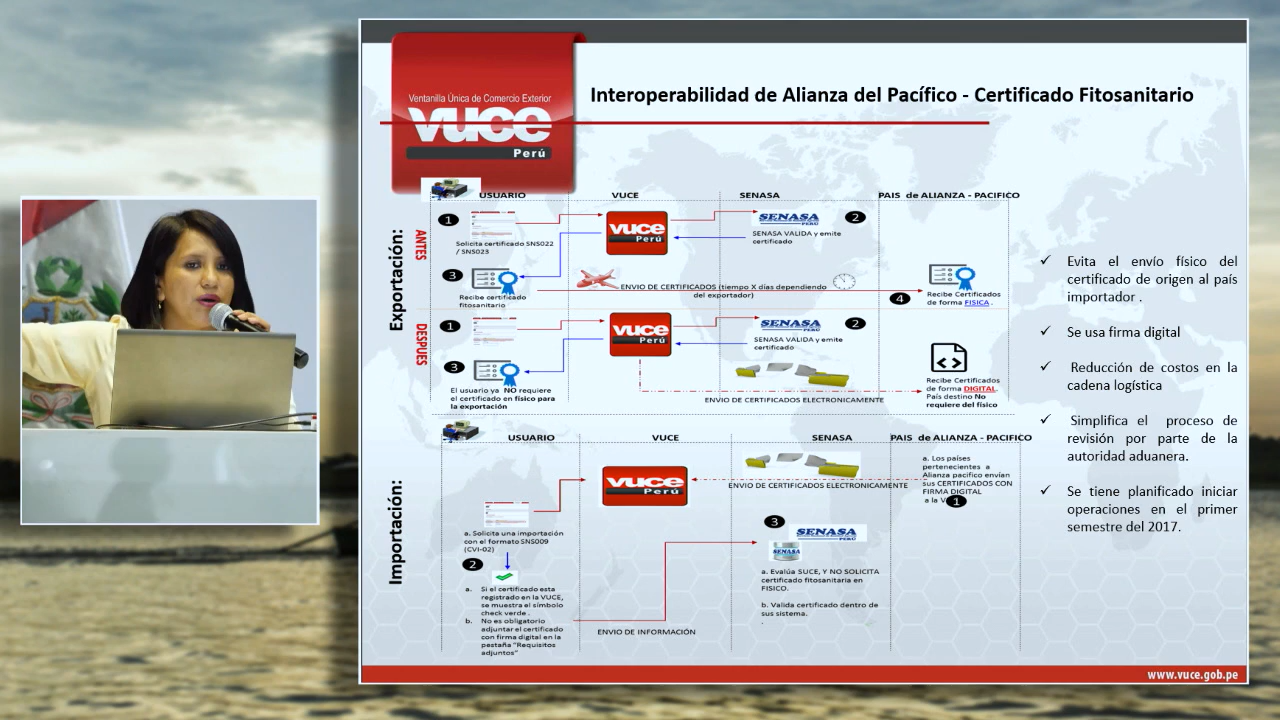 Ventanilla Única de Comercio Exterior
vuce
Perú
Interoperabilidad de Alianza del Pacífico - Certificado Fitosanitario
USUARIO
VUCE
SENASA
PAIS de ALIANZA - PACIFICO
Exportación:
ANTES
1
Solicita certificado SNS022
/ SNS023
vuce
Perú
SENASA
PERÚ
2
SENASA VALIDA y emite
certificado
3
Recibe certificado
fitosanitario
ENVIO DE CERTIFICADOS (tiempo X días dependiendo
del exportador)
4
Recibe Certificados
de forma FISICA .
DESPUES
1
vuce
Perú
SENASA
PERÚ
2
SENASA VALIDA y emite
certificado
3
El usuario ya NO requiere
el certificado en físico para
la exportación
ENVIO DE CERTIFICADOS ELECTRONICAMENTE
Recibe Certificados
de forma DIGITAL.
País destino No
requiere del físico
Importación:
USUARIO
VUCE
SENASA
PAIS de ALIANZA - PACIFICO
vuce
Perú
ENVIO DE CERTIFICADOS ELECTRONICAMENTE
a. Los países
pertenecientes a
Alianza pacifico envían
sus CERTIFICADOS CON
FIRMA DIGITAL
a la
1
a. Solicita una importación
con el formato SNS009
(CVI-02)
2
a. Si el certificado esta
registrado en la VUCE,
se muestra el símbolo
check verde .
b. No es obligatorio
adjuntar el certificado
con firma digital en la
pestaña "Requisitos
adjuntos"
ENVIO DE INFORMACIÓN
3
SENASA
PERÚ
SENASA
a. Evalúa SUCE, Y NO SOLICITA
certificado fitosanitaria en
FISICO.
b. Valida certificado dentro de
sus sistema.
.
✓ Evita el envío físico del
certificado de origen al país
importador .
✓ Se usa firma digital
✓ Reducción de costos en la
cadena logística
✓ Simplifica el proceso de
revisión por parte de la
autoridad aduanera.
✓ Se tiene planificado iniciar
operaciones en el primer
semestre del 2017.
www.vuce.gob.pe